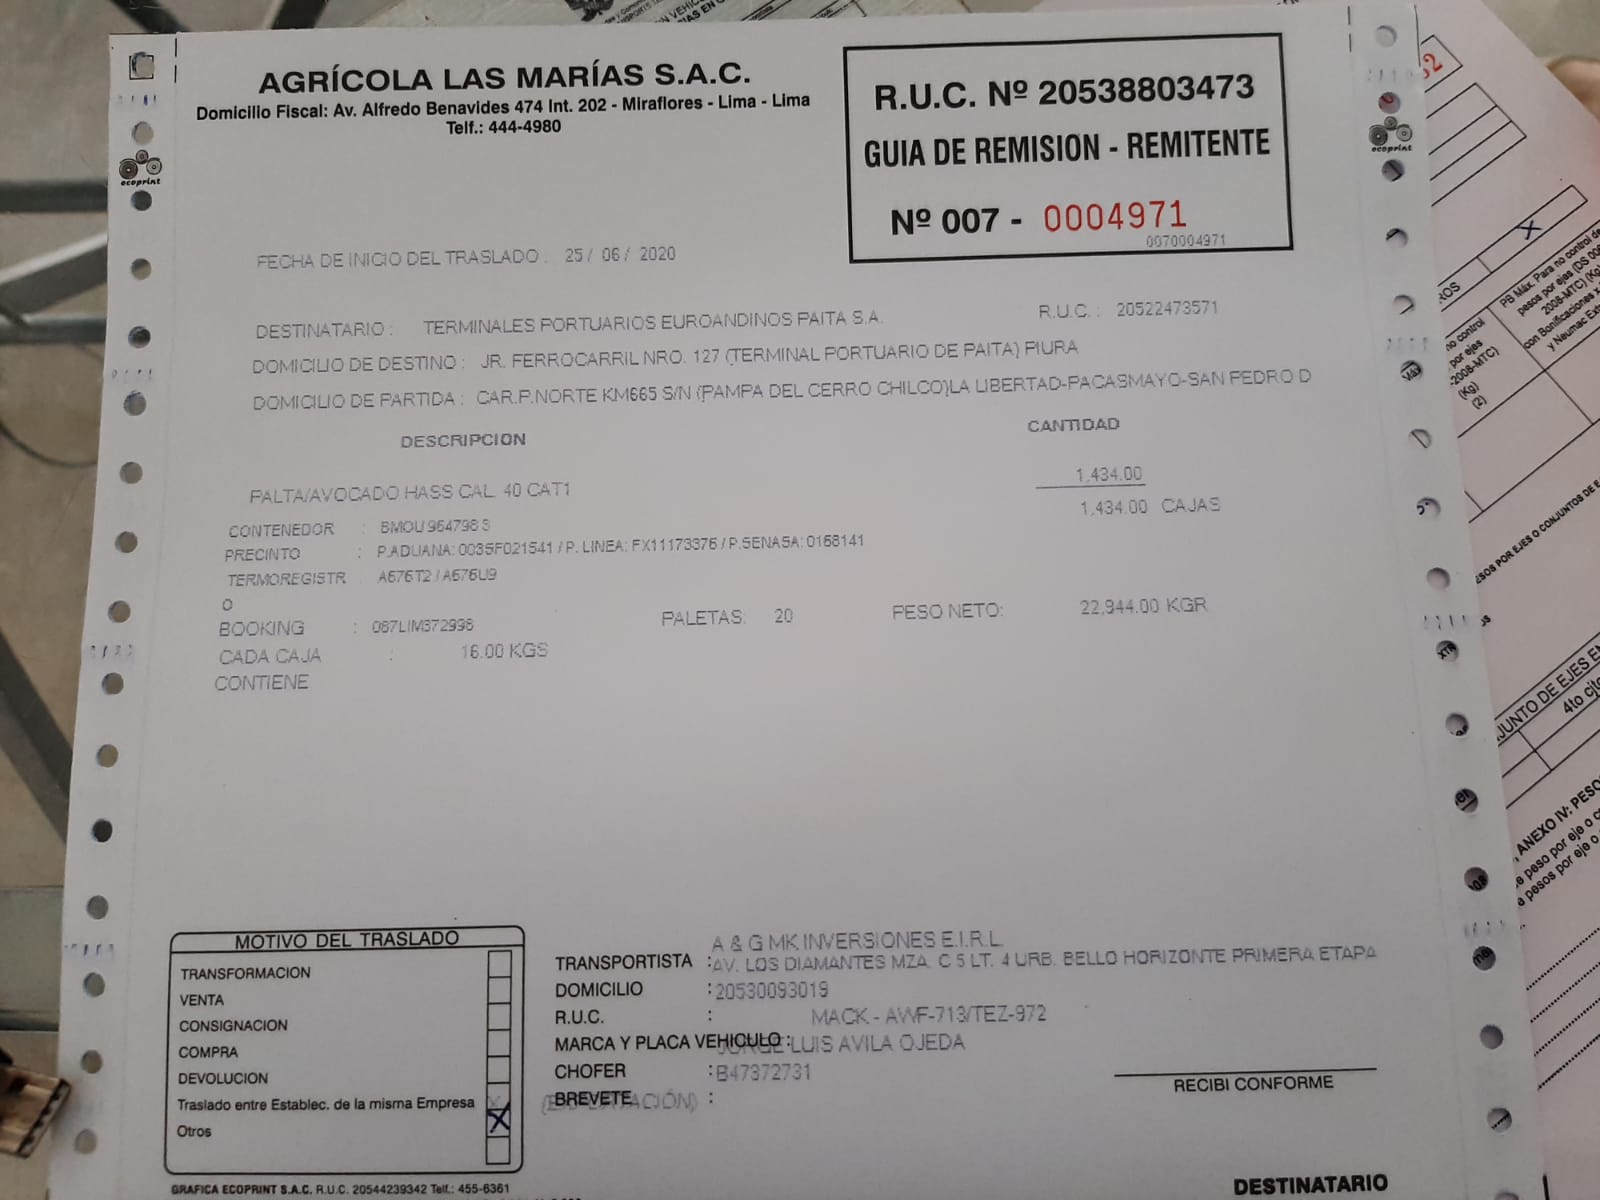 AGRÍCOLA LAS MARÍAS S.A.C.
Domicilio Fiscal: Av. Alfredo Benavides 474 Int. 202 - Miraflores - Lima - Lima
Telf.: 444-4980
R.U.C. Nº 20538803473
GUIA DE REMISION - REMITENTE
Nº 007 - 0004971
0070004971
ecoprint
ecoprint
FECHA DE INICIO DEL TRASLADO : 25/ 06/ 2020
DESTINATARIO : TERMINALES PORTUARIOS EUROANDINOS PAITA S.A. R.U.C. : 20522473571
DOMICILIO DE DESTINO : JR. FERROCARRIL NRO. 127 (TERMINAL PORTUARIO DE PAITA) PIURA
DOMICILIO DE PARTIDA : CAR.P.NORTE KM665 S/N (PAMPA DEL CERRO CHILCO)LA LIBERTAD-PACASMAYO-SAN PEDRO D
DESCRIPCION CANTIDAD
PALTA/AVOCADO HASS CAL. 40 CAT1 1,434.00
1,434.00 CAJAS
CONTENEDOR : BMOU 964798 3
PRECINTO : P.ADUANA: 0035F021541 / P. LINEA: FX11173376 / P.SENASA: 0168141
TERMOREGISTR A676T2 / A676U9
O
BOOKING : 087LIM372998 PALETAS: 20 PESO NETO: 22,944.00 KGR
CADA CAJA : 16.00 KGS
CONTIENE
MOTIVO DEL TRASLADO
TRANSFORMACION
VENTA
CONSIGNACION
COMPRA
DEVOLUCION
Traslado entre Establec. de la misma Empresa
Otros X
A & G MK INVERSIONES E.I.R.L.
TRANSPORTISTA : AV. LOS DIAMANTES MZA. C 5 LT. 4 URB. BELLO HORIZONTE PRIMERA ETAPA
DOMICILIO : 20530093019
R.U.C. : MACK - AWF-713/TEZ-972
MARCA Y PLACA VEHICULO : JORGE LUIS AVILA OJEDA
CHOFER : B47372731
BREVETE :
RECIBI CONFORME
GRAFICA ECOPRINT S.A.C. R.U.C. 20544239342 Telf.: 455-6361
DESTINATARIO